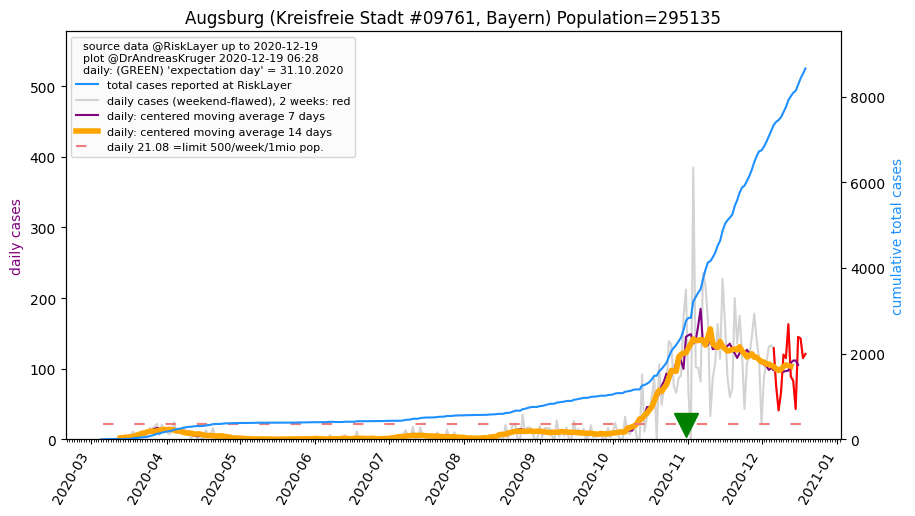 Augsburg (Kreisfreie Stadt #09761, Bayern) Population=295135
source data @RiskLayer up to 2020-12-19
plot @DrAndreasKruger 2020-12-19 06:28
daily: (GREEN) 'expectation day' = 31.10.2020
total cases reported at RiskLayer
daily cases (weekend-flawed), 2 weeks: red
daily: centered moving average 7 days
daily: centered moving average 14 days
daily 21.08 =limit 500/week/1mio pop.
daily cases
500
400
300
200
100
0
cumulative total cases
8000
6000
4000
2000
0
2020-03
2020-04
2020-05
2020-06
2020-07
2020-08
2020-09
2020-10
2020-11
2020-12
2021-01